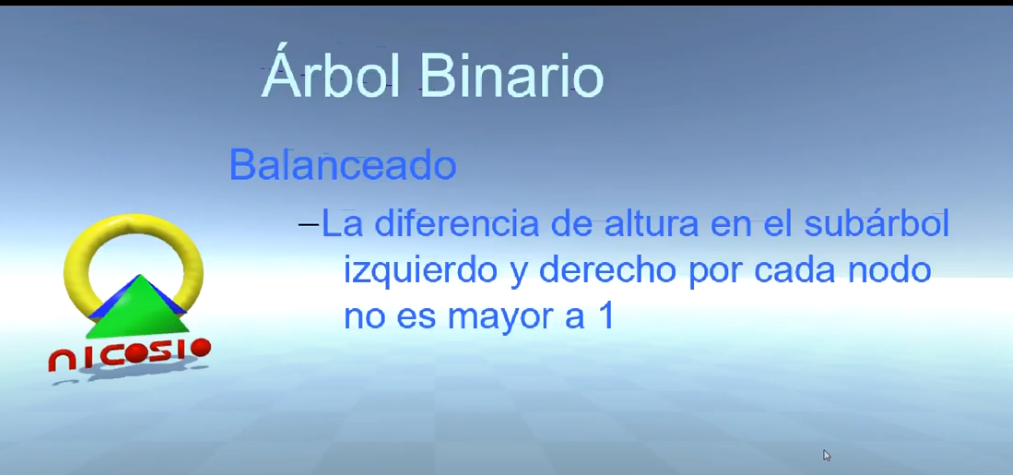 Árbol Binario
Balanceado
–La diferencia de altura en el subárbol
izquierdo y derecho por cada nodo
no es mayor a 1
nicosio